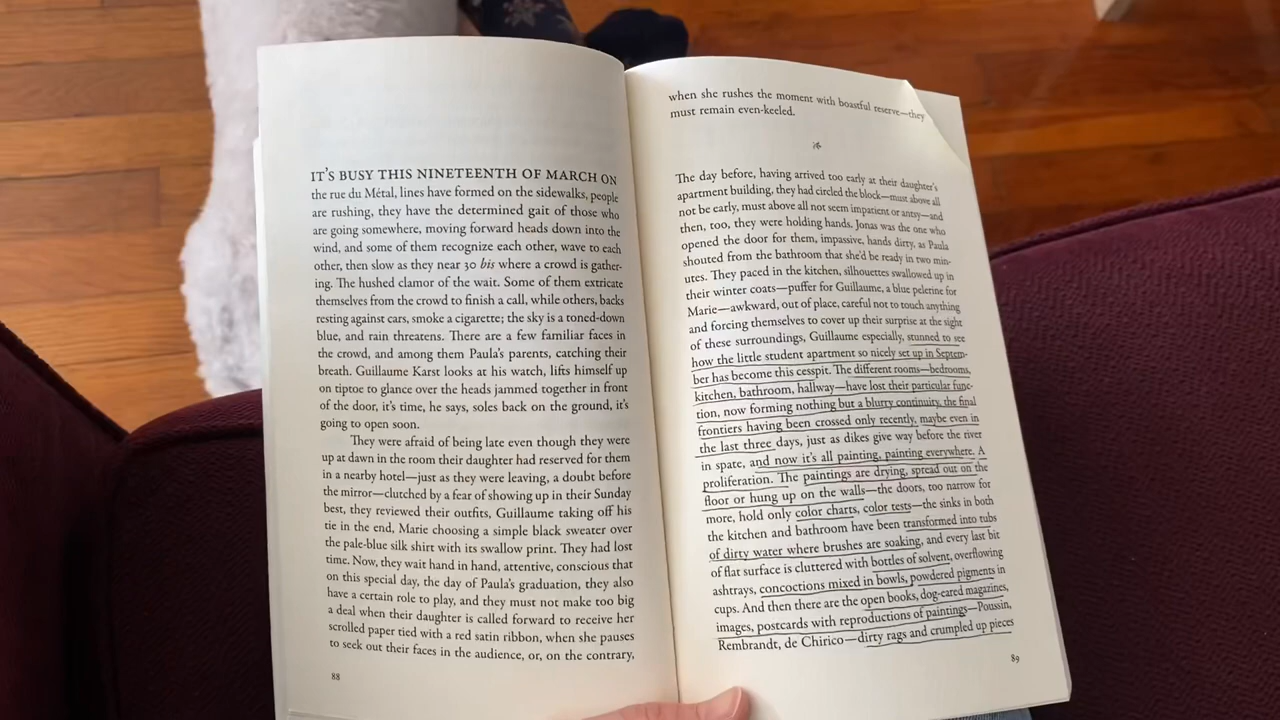 IT'S BUSY THIS NINETEENTH OF MARCH ON
the rue du Métal, lines have formed on the sidewalks, people
are rushing, they have the determined gait of those who
are going somewhere, moving forward heads down into the
wind, and some of them recognize each other, wave to each
other, then slow as they near 30 bis where a crowd is gather-
ing. The hushed clamor of the wait. Some of them extricate
themselves from the crowd to finish a call, while others, backs
resting against cars, smoke a cigarette; the sky is a toned-down
blue, and rain threatens. There are a few familiar faces in
the crowd, and among them Paula's parents, catching their
breath. Guillaume Karst looks at his watch, lifts himself up
on tiptoe to glance over the heads jammed together in front
of the door, it's time, he says, soles back on the ground, it's
going to open soon.
They were afraid of being late even though they were
up at dawn in the room their daughter had reserved for them
in a nearby hotel—just as they were leaving, a doubt before
the mirror—clutched by a fear of showing up in their Sunday
best, they reviewed their outfits, Guillaume taking off his
tie in the end, Marie choosing a simple black sweater over
the pale-blue silk shirt with its swallow print. They had lost
time. Now, they wait hand in hand, attentive, conscious that
on this special day, the day of Paula's graduation, they also
have a certain role to play, and they must not make too big
a deal when their daughter is called forward to receive her
scrolled paper tied with a red satin ribbon, when she pauses
to seek out their faces in the audience, or, on the contrary,
88
when she rushes the moment with boastful reserve—they
must remain even-keeled.
The day before, having arrived too early at their daughter's
apartment building, they had circled the block—must above all
not be early, must above all not seem impatient or antsy—and
then, too, they were holding hands. Jonas was the one who
opened the door for them, impassive, hands dirty, as Paula
shouted from the bathroom that she'd be ready in two min-
utes. They paced in the kitchen, silhouettes swallowed up in
their winter coats—puffer for Guillaume, a blue pelerine for
Marie—awkward, out of place, careful not to touch anything
and forcing themselves to cover up their surprise at the sight
of these surroundings, Guillaume especially, stunned to see
how the little student apartment so nicely set up in Septem-
ber has become this cesspit. The different rooms—bedrooms,
kitchen, bathroom, hallway—have lost their particular func-
tion, now forming nothing but a blurry continuity, the final
frontiers having been crossed only recently, maybe even in
the last three days, just as dikes give way before the river
in spate, and now it's all painting, painting everywhere. A
proliferation. The paintings are drying, spread out on the
floor or hung up on the walls—the doors, too narrow for
more, hold only color charts, color tests—the sinks in both
the kitchen and bathroom have been transformed into tubs
of dirty water where brushes are soaking, and every last bit
of flat surface is cluttered with bottles of solvent, overflowing
ashtrays, concoctions mixed in bowls, powdered pigments in
cups. And then there are the open books, dog-eared magazines,
images, postcards with reproductions of paintings—Poussin,
Rembrandt, de Chirico—dirty rags and crumpled up pieces
89